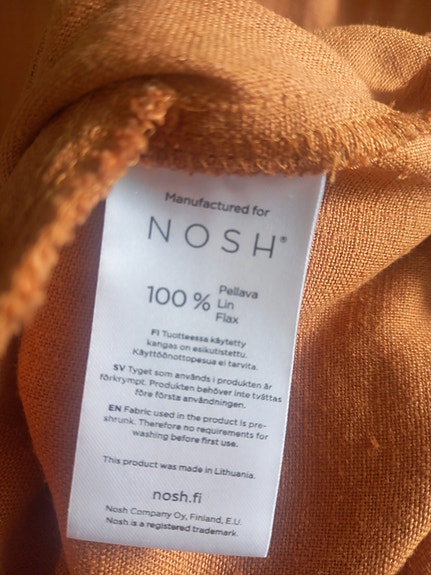 Manufactured for
NOSH®
100 % Pellava
Lin
Flax
FI Tuotteessa käytetty
kangas on esikutistettu.
Käyttöönottopesua ei tarvita.
SV Tyget som används i produkten är
förkrympt. Produkten behöver inte tvättas
före första användningen.
EN Fabric used in the product is pre-
shrunk. Therefore no requirements for
washing before first use.
This product was made in Lithuania.
nosh.fi
Nosh Company Oy, Finland, E.U.
Nosh is a registered trademark.